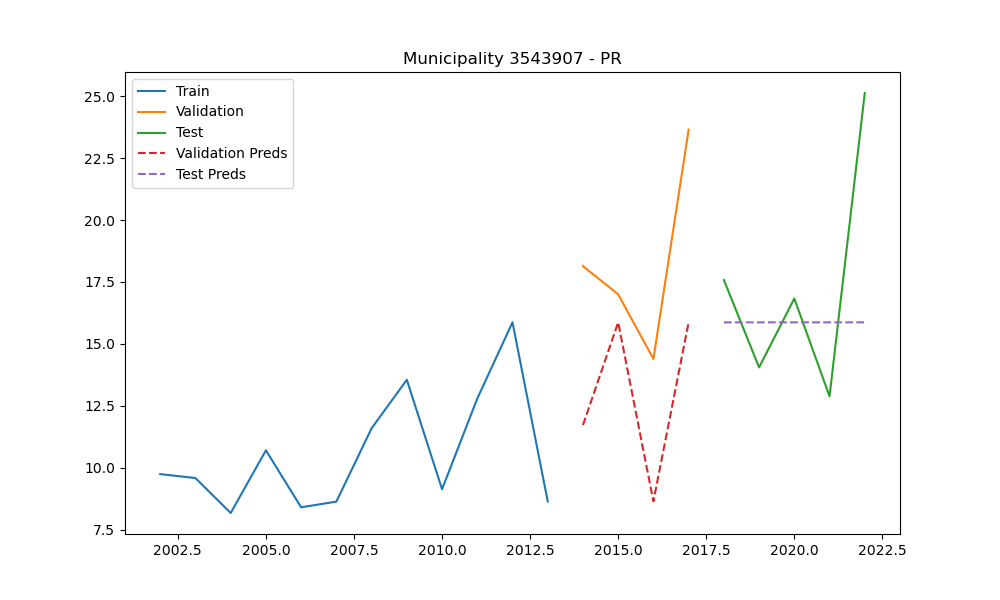 Municipality 3543907 - PR
Train
Validation
Test
Validation Preds
Test Preds
25.0
22.5
20.0
17.5
15.0
12.5
10.0
7.5
2002.5 2005.0 2007.5 2010.0 2012.5 2015.0 2017.5 2020.0 2022.5